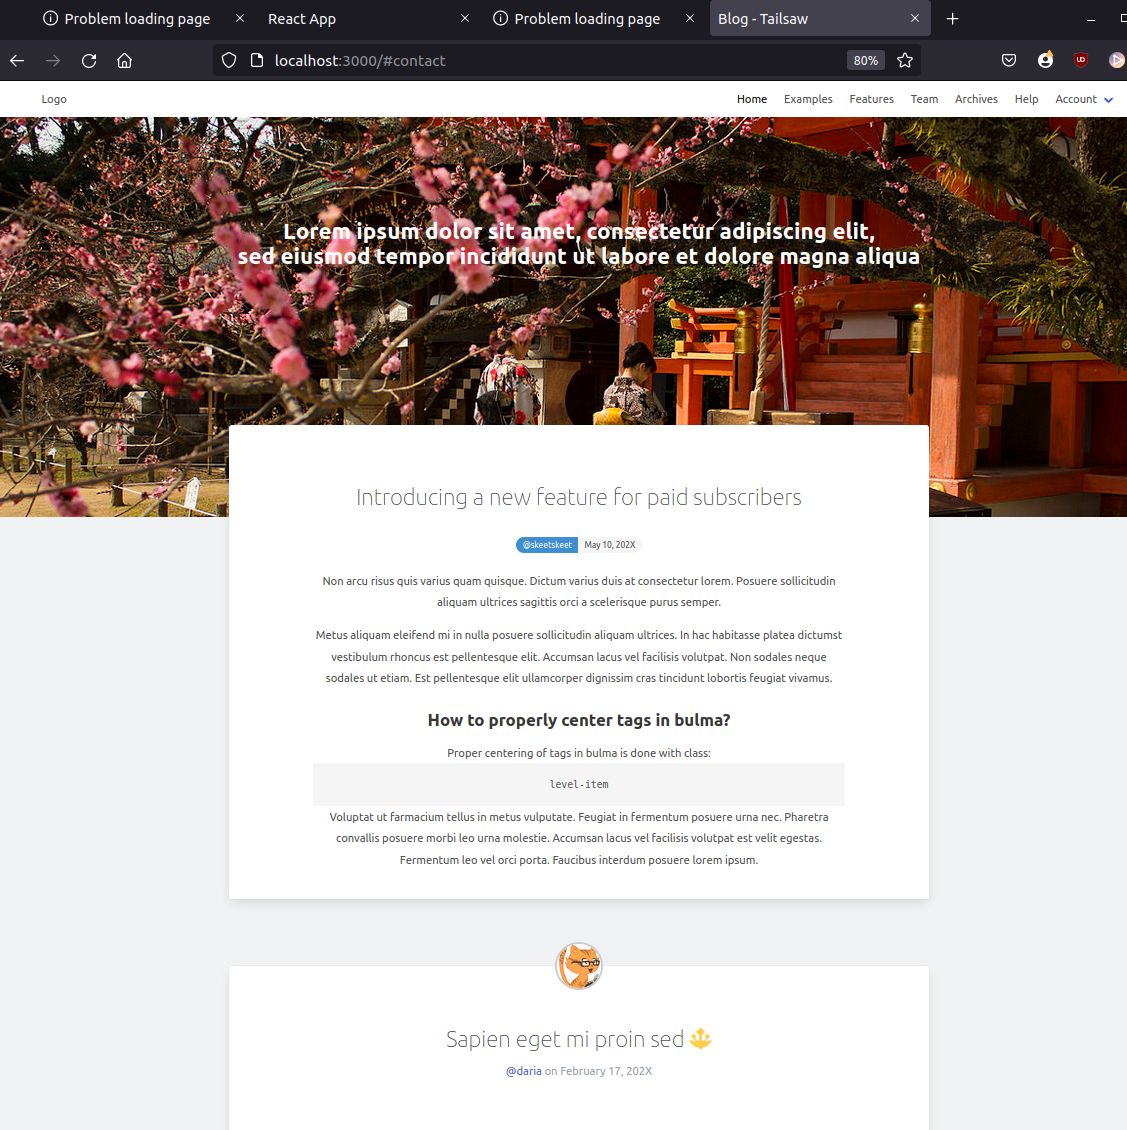 Problem loading page
React App
Problem loading page
Blog - Tailsaw
localhost:3000/#contact
80%
Logo
Home
Examples
Features
Team
Archives
Help
Account
Lorem ipsum dolor sit amet, consectetur adipiscing elit,
sed eiusmod tempor incididunt ut labore et dolore magna aliqua
Introducing a new feature for paid subscribers
@skeetskeet May 10, 202X
Non arcu risus quis varius quam quisque. Dictum varius duis at consectetur lorem. Posuere sollicitudin
aliquam ultrices sagittis orci a scelerisque purus semper.
Metus aliquam eleifend mi in nulla posuere sollicitudin aliquam ultrices. In hac habitasse platea dictumst
vestibulum rhoncus est pellentesque elit. Accumsan lacus vel facilisis volutpat. Non sodales neque
sodales ut etiam. Est pellentesque elit ullamcorper dignissim cras tincidunt lobortis feugiat vivamus.
How to properly center tags in bulma?
Proper centering of tags in bulma is done with class:
level-item
Voluptat ut farmacium tellus in metus vulputate. Feugiat in fermentum posuere urna nec. Pharetra
convallis posuere morbi leo urna molestie. Accumsan lacus vel facilisis volutpat est velit egestas.
Fermentum leo vel orci porta. Faucibus interdum posuere lorem ipsum.
Sapien eget mi proin sed
@daria on February 17, 202X